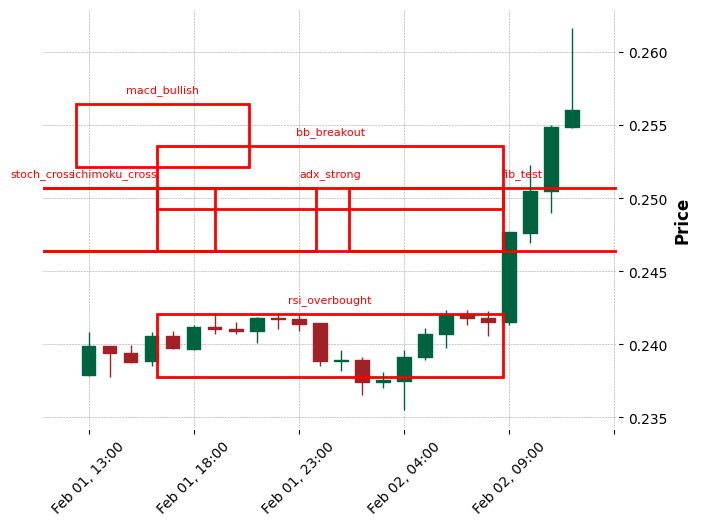 macd_bullish
bb_breakout
stoch_cross
ichimoku_cross
adx_strong
fib_test
rsi_overbought
0.260
0.255
0.250
0.245
0.240
0.235
Price
Feb 01, 13:00
Feb 01, 18:00
Feb 01, 23:00
Feb 02, 04:00
Feb 02, 09:00